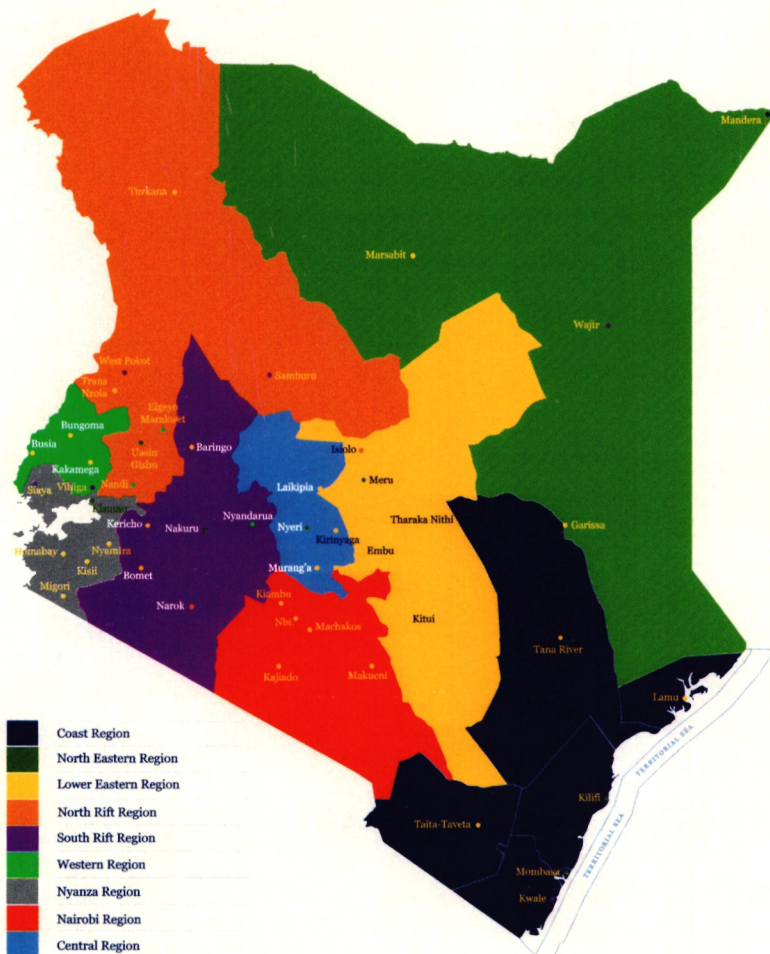 Mandera
Turkana
Marsabit
Wajir
West Pokot
Samburu
Trans
Nzoia
Elgeyo
Marakwet
Bungoma
Busia
Uasin
Gishu
Baringo
Isiolo
Kakamega
Meru
Siaya
Vihiga
Nandi
Laikipia
Kisumu
Kericho
Nyandarua
Tharaka Nithi
Garissa
Nakuru
Nyeri
Kirinyaga
Homabay
Nyamira
Embu
Kisii
Bomet
Murang'a
Migori
Kiambu
Narok
Nbi.
Machakos
Kitui
Tana River
Kajiado
Makueni
Lamu
Coast Region
North Eastern Region
Lower Eastern Region
North Rift Region
South Rift Region
Western Region
Nyanza Region
Nairobi Region
Central Region
TERRITORIAL SEA
Kilifi
Taita-Taveta
TERRITORIAL SEA
Mombasa
Kwale